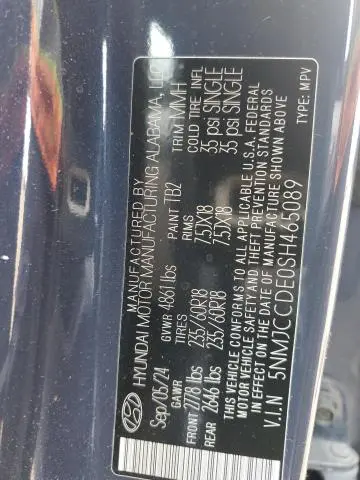 MANUFACTURED BY
HYUNDAI MOTOR MANUFACTURING ALABAMA, LLC
Sep/05/24 GVWR 4861 lbs PAINT TB2 TRIM MMH
GAWR TIRES RIMS COLD TIRE INFL
FRONT 2778 lbs 235/60R18 7.5JX18 35 psi SINGLE
REAR 2646 lbs 235/60R18 7.5JX18 35 psi SINGLE
THIS VEHICLE CONFORMS TO ALL APPLICABLE U.S.A. FEDERAL
MOTOR VEHICLE SAFETY AND THEFT PREVENTION STANDARDS
IN EFFECT ON THE DATE OF MANUFACTURE SHOWN ABOVE
V.I.N 5NMJCCDE0SH465089 TYPE: MPV